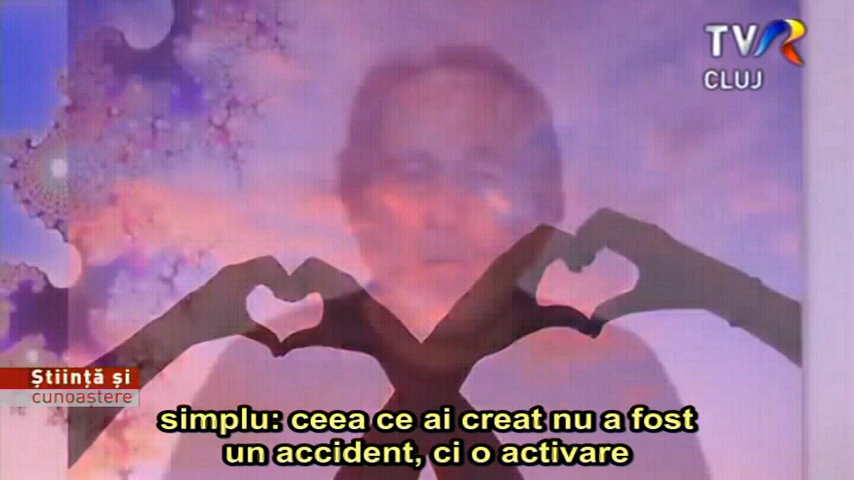 TVR
CLUJ
Știință și
cunoaștere
simplu: ceea ce ai creat nu a fost
un accident, ci o activare